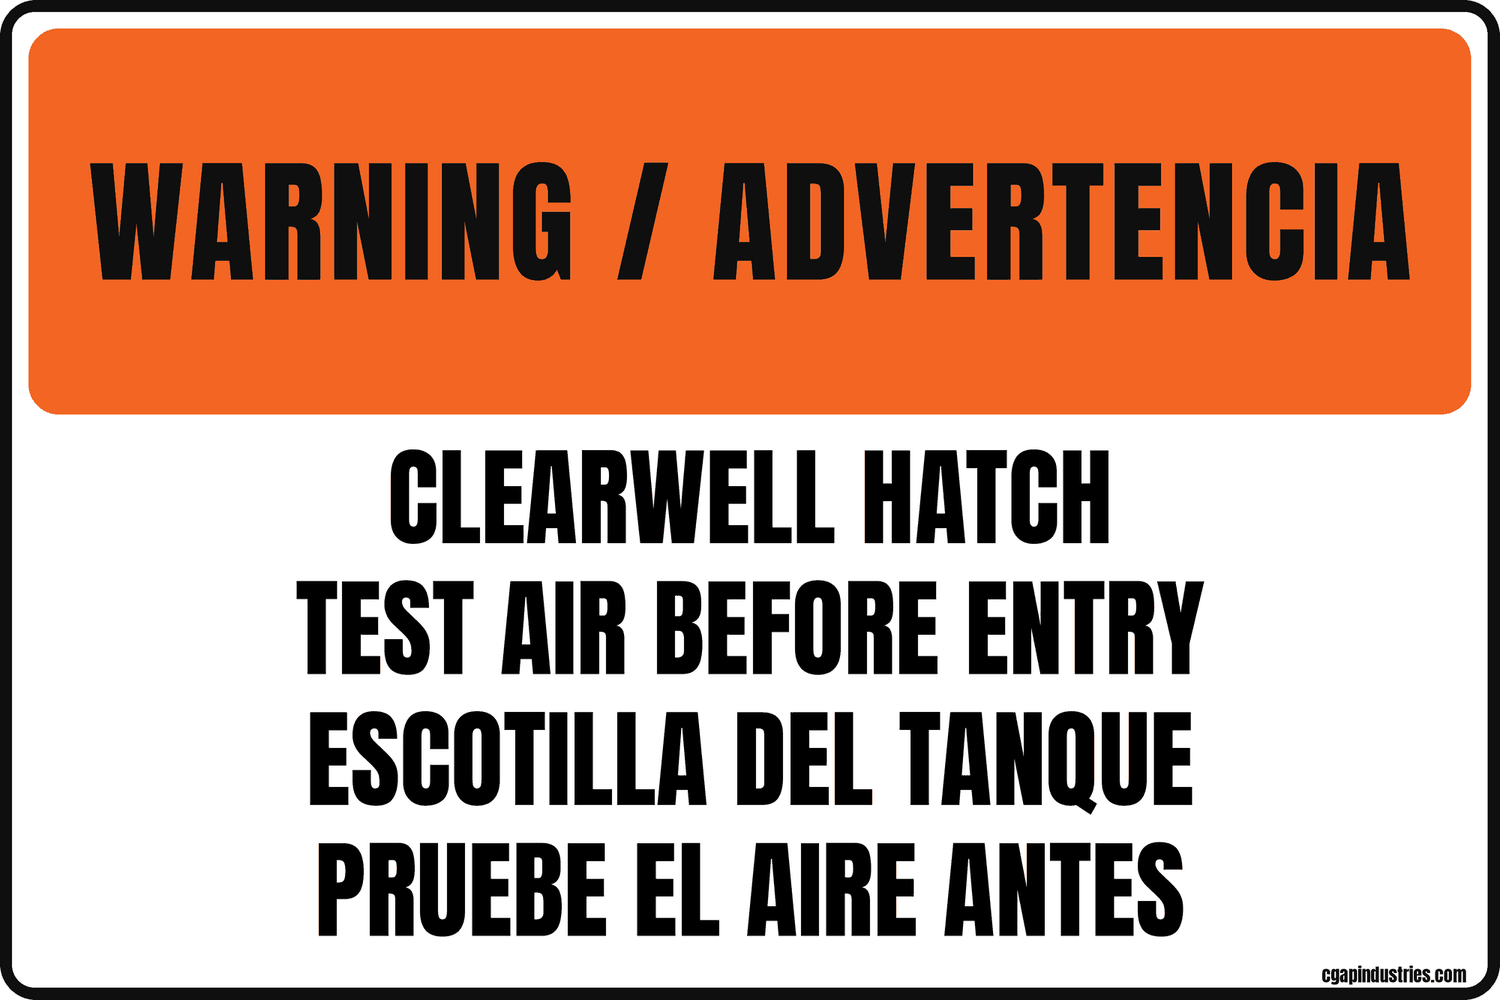 WARNING / ADVERTENCIA
CLEARWELL HATCH
TEST AIR BEFORE ENTRY
ESCOTILLA DEL TANQUE
PRUEBE EL AIRE ANTES
cgapindustries.com